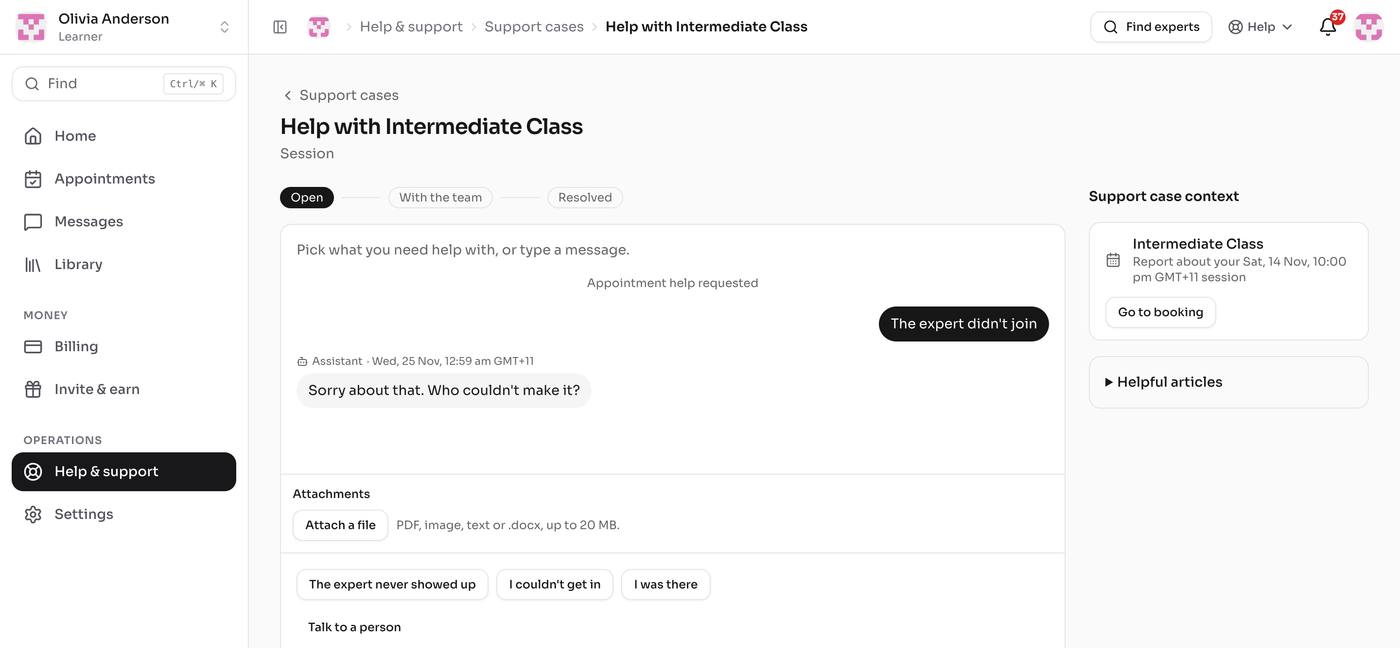 Olivia Anderson
Learner
Find
Ctrl/⌘ K
Home
Appointments
Messages
Library
MONEY
Billing
Invite & earn
OPERATIONS
Help & support
Settings
Help & support
Support cases
Help with Intermediate Class
Find experts
Help
37
Support cases
Help with Intermediate Class
Session
Open
With the team
Resolved
Pick what you need help with, or type a message.
Appointment help requested
The expert didn't join
Assistant · Wed, 25 Nov, 12:59 am GMT+11
Sorry about that. Who couldn't make it?
Attachments
Attach a file
PDF, image, text or .docx, up to 20 MB.
The expert never showed up
I couldn't get in
I was there
Talk to a person
Support case context
Intermediate Class
Report about your Sat, 14 Nov, 10:00
pm GMT+11 session
Go to booking
Helpful articles